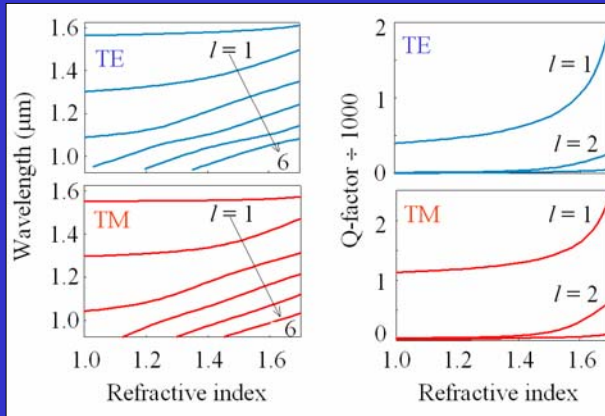 1.6
1.4
1.2
1.0
TE
l = 1
6
Wavelength (μm)
1.6
1.4
1.2
1.0
TM
l = 1
6
1.0 1.2 1.4 1.6
Refractive index
2
1
0
TE
l = 1
l = 2
Q-factor ÷ 1000
2
1
0
TM
l = 1
l = 2
1.0 1.2 1.4 1.6
Refractive index